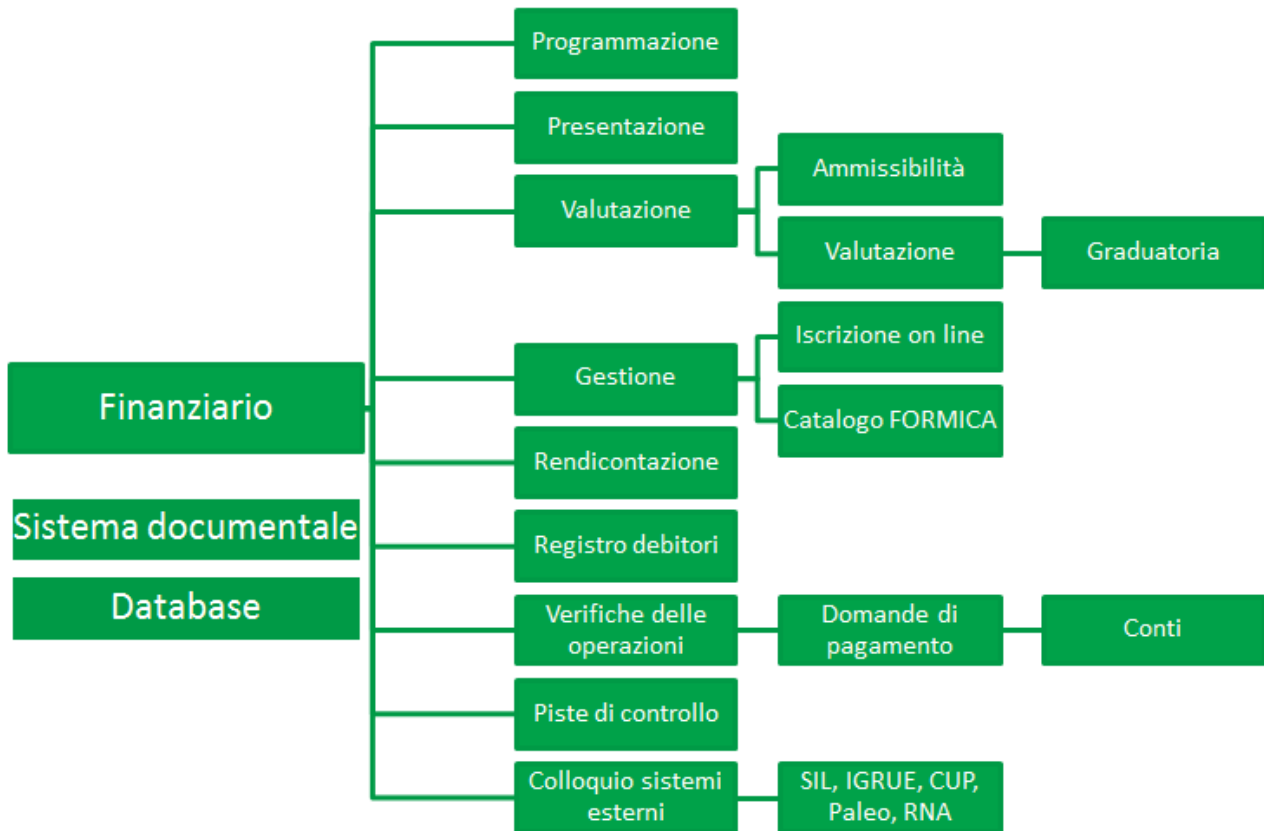 Programmazione
Presentazione
Valutazione
Ammissibilità
Valutazione
Graduatoria
Gestione
Iscrizione on line
Catalogo FORMICA
Finanziario
Rendicontazione
Sistema documentale
Registro debitori
Database
Verifiche delle
operazioni
Domande di
pagamento
Conti
Piste di controllo
Colloquio sistemi
esterni
SIL, IGRUE, CUP,
Paleo, RNA